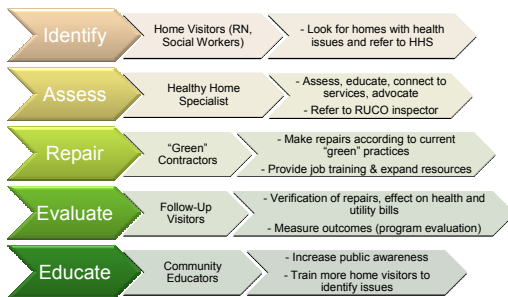 Identify
Home Visitors (RN,
Social Workers)
- Look for homes with health
issues and refer to HHS
Assess
Healthy Home
Specialist
- Assess, educate, connect to
services, advocate
- Refer to RUCO inspector
Repair
“Green”
Contractors
- Make repairs according to current
“green” practices
- Provide job training & expand resources
Evaluate
Follow-Up
Visitors
- Verification of repairs, effect on health and
utility bills
- Measure outcomes (program evaluation)
Educate
Community
Educators
- Increase public awareness
- Train more home visitors to
identify issues